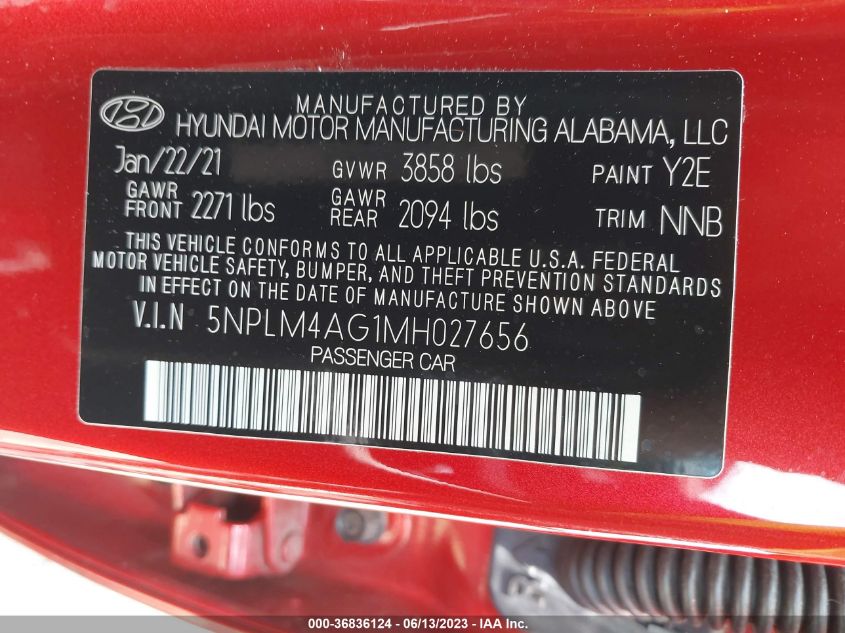 MANUFACTURED BY
HYUNDAI MOTOR MANUFACTURING ALABAMA, LLC
Jan/22/21 GVWR 3858 lbs PAINT Y2E
GAWR FRONT 2271 lbs GAWR REAR 2094 lbs TRIM NNB
THIS VEHICLE CONFORMS TO ALL APPLICABLE U.S.A. FEDERAL
MOTOR VEHICLE SAFETY, BUMPER, AND THEFT PREVENTION STANDARDS
IN EFFECT ON THE DATE OF MANUFACTURE SHOWN ABOVE
V.I.N 5NPLM4AG1MH027656
PASSENGER CAR
000-36836124 - 06/13/2023 - IAA Inc.